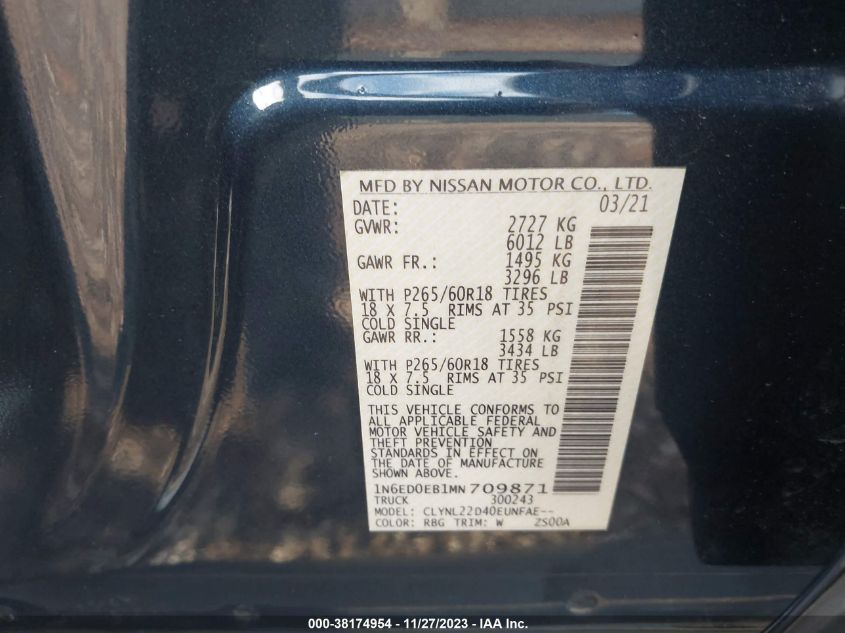 MFD BY NISSAN MOTOR CO., LTD.
DATE: 03/21
GVWR: 2727 KG
6012 LB
GAWR FR.: 1495 KG
3296 LB
WITH P265/60R18 TIRES
18 X 7.5 RIMS AT 35 PSI
COLD SINGLE
GAWR RR.: 1558 KG
3434 LB
WITH P265/60R18 TIRES
18 X 7.5 RIMS AT 35 PSI
COLD SINGLE
THIS VEHICLE CONFORMS TO
ALL APPLICABLE FEDERAL
MOTOR VEHICLE SAFETY AND
THEFT PREVENTION
STANDARDS IN EFFECT ON
THE DATE OF MANUFACTURE
SHOWN ABOVE.
1N6ED0EB1MN709871
TRUCK 300243
MODEL: CLYNL22D40EUNFAE--
COLOR: RBG TRIM: W 2S00A
000-38174954 - 11/27/2023 - IAA Inc.